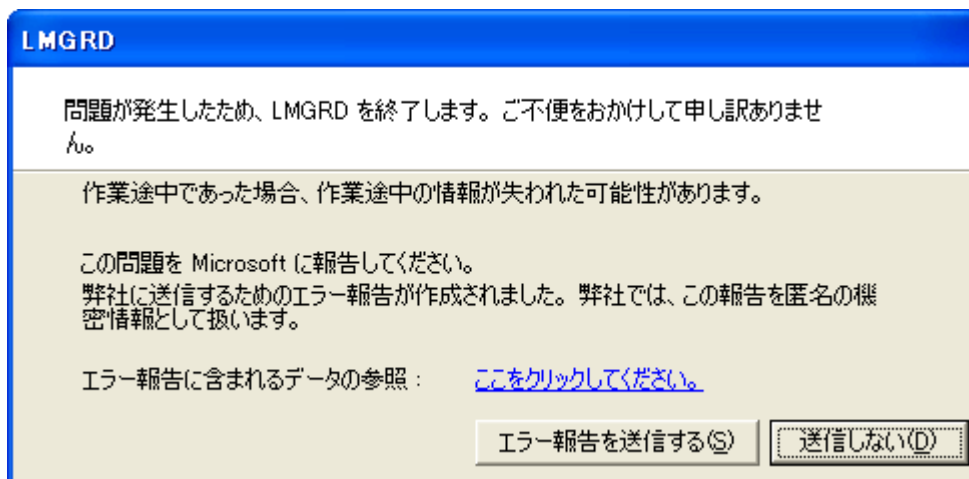 LMGRD
問題が発生したため、LMGRD を終了します。ご不便をおかけして申し訳ありませ
ん。
作業途中であった場合、作業途中の情報が失われた可能性があります。
この問題を Microsoft に報告してください。
弊社に送信するためのエラー報告が作成されました。弊社では、この報告を匿名の機
密情報として扱います。
エラー報告に含まれるデータの参照： ここをクリックしてください。
エラー報告を送信する(S) 送信しない(D)